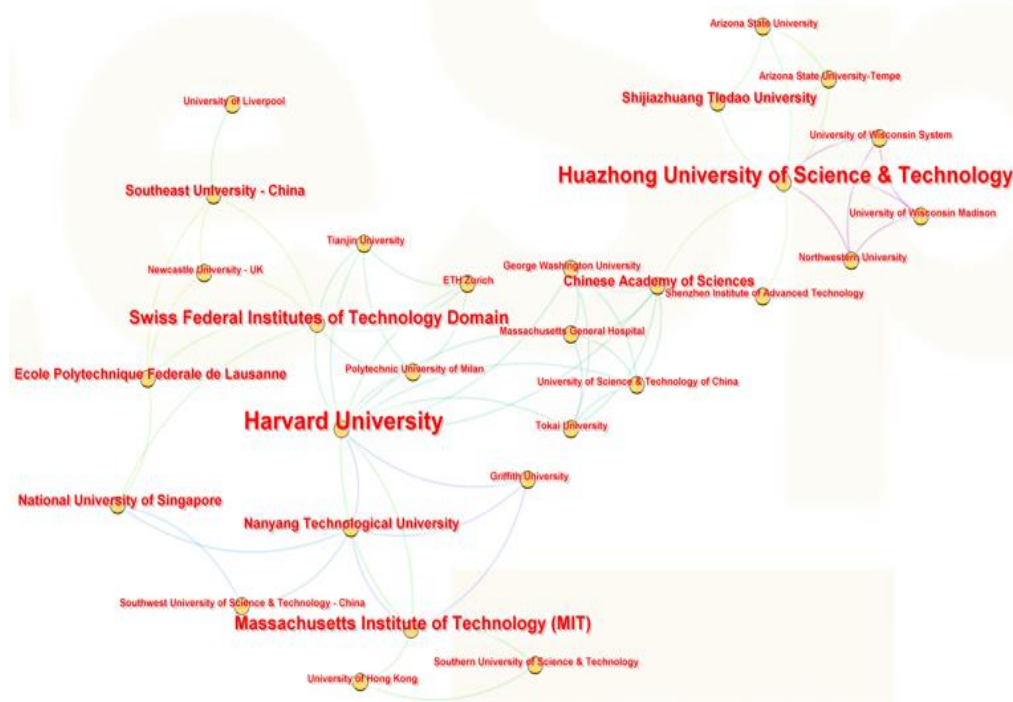 Arizona State University
Arizona State University-Tempe
University of Liverpool
Shijiazhuang Tiedao University
University of Wisconsin System
Huazhong University of Science & Technology
Southeast University - China
University of Wisconsin Madison
Tianjin University
Northwestern University
George Washington University
Newcastle University - UK
ETH Zurich
Chinese Academy of Sciences
Shenzhen Institute of Advanced Technology
Swiss Federal Institutes of Technology Domain
Massachusetts General Hospital
Ecole Polytechnique Federale de Lausanne
Polytechnic University of Milan
University of Science & Technology of China
Harvard University
Tokai University
Griffith University
National University of Singapore
Nanyang Technological University
Southwest University of Science & Technology - China
Massachusetts Institute of Technology (MIT)
Southern University of Science & Technology
University of Hong Kong